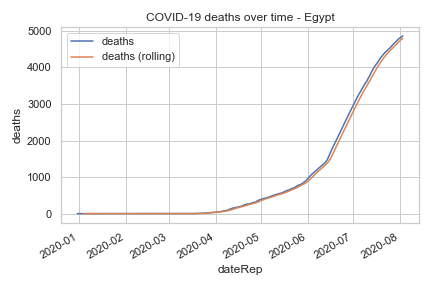 COVID-19 deaths over time - Egypt
deaths
deaths (rolling)
5000
4000
3000
2000
1000
0
deaths
2020-01
2020-02
2020-03
2020-04
2020-05
2020-06
2020-07
2020-08
dateRep